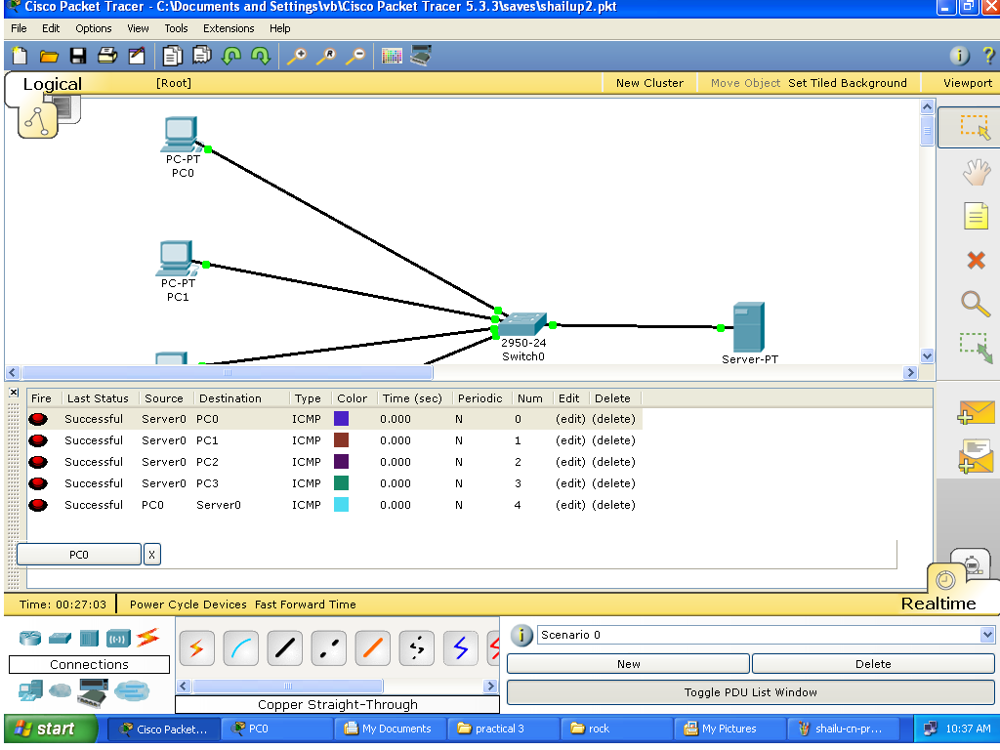 Cisco Packet Tracer - C:\Documents and Settings\vb\Cisco Packet Tracer 5.3.3\saves\shailup2.pkt
File Edit Options View Tools Extensions Help
Logical [Root] New Cluster Move Object Set Tiled Background Viewport
PC-PT
PC0
PC-PT
PC1
2950-24
Switch0
Server-PT
Fire Last Status Source Destination Type Color Time (sec) Periodic Num Edit Delete
Successful Server0 PC0 ICMP 0.000 N 0 (edit) (delete)
Successful Server0 PC1 ICMP 0.000 N 1 (edit) (delete)
Successful Server0 PC2 ICMP 0.000 N 2 (edit) (delete)
Successful Server0 PC3 ICMP 0.000 N 3 (edit) (delete)
Successful PC0 Server0 ICMP 0.000 N 4 (edit) (delete)
PC0 X
Time: 00:27:03 Power Cycle Devices Fast Forward Time Realtime
Scenario 0
Connections New Delete
Toggle PDU List Window
Copper Straight-Through
start Cisco Packet... PC0 My Documents practical 3 rock My Pictures shailu-cn-pr... 10:37 AM